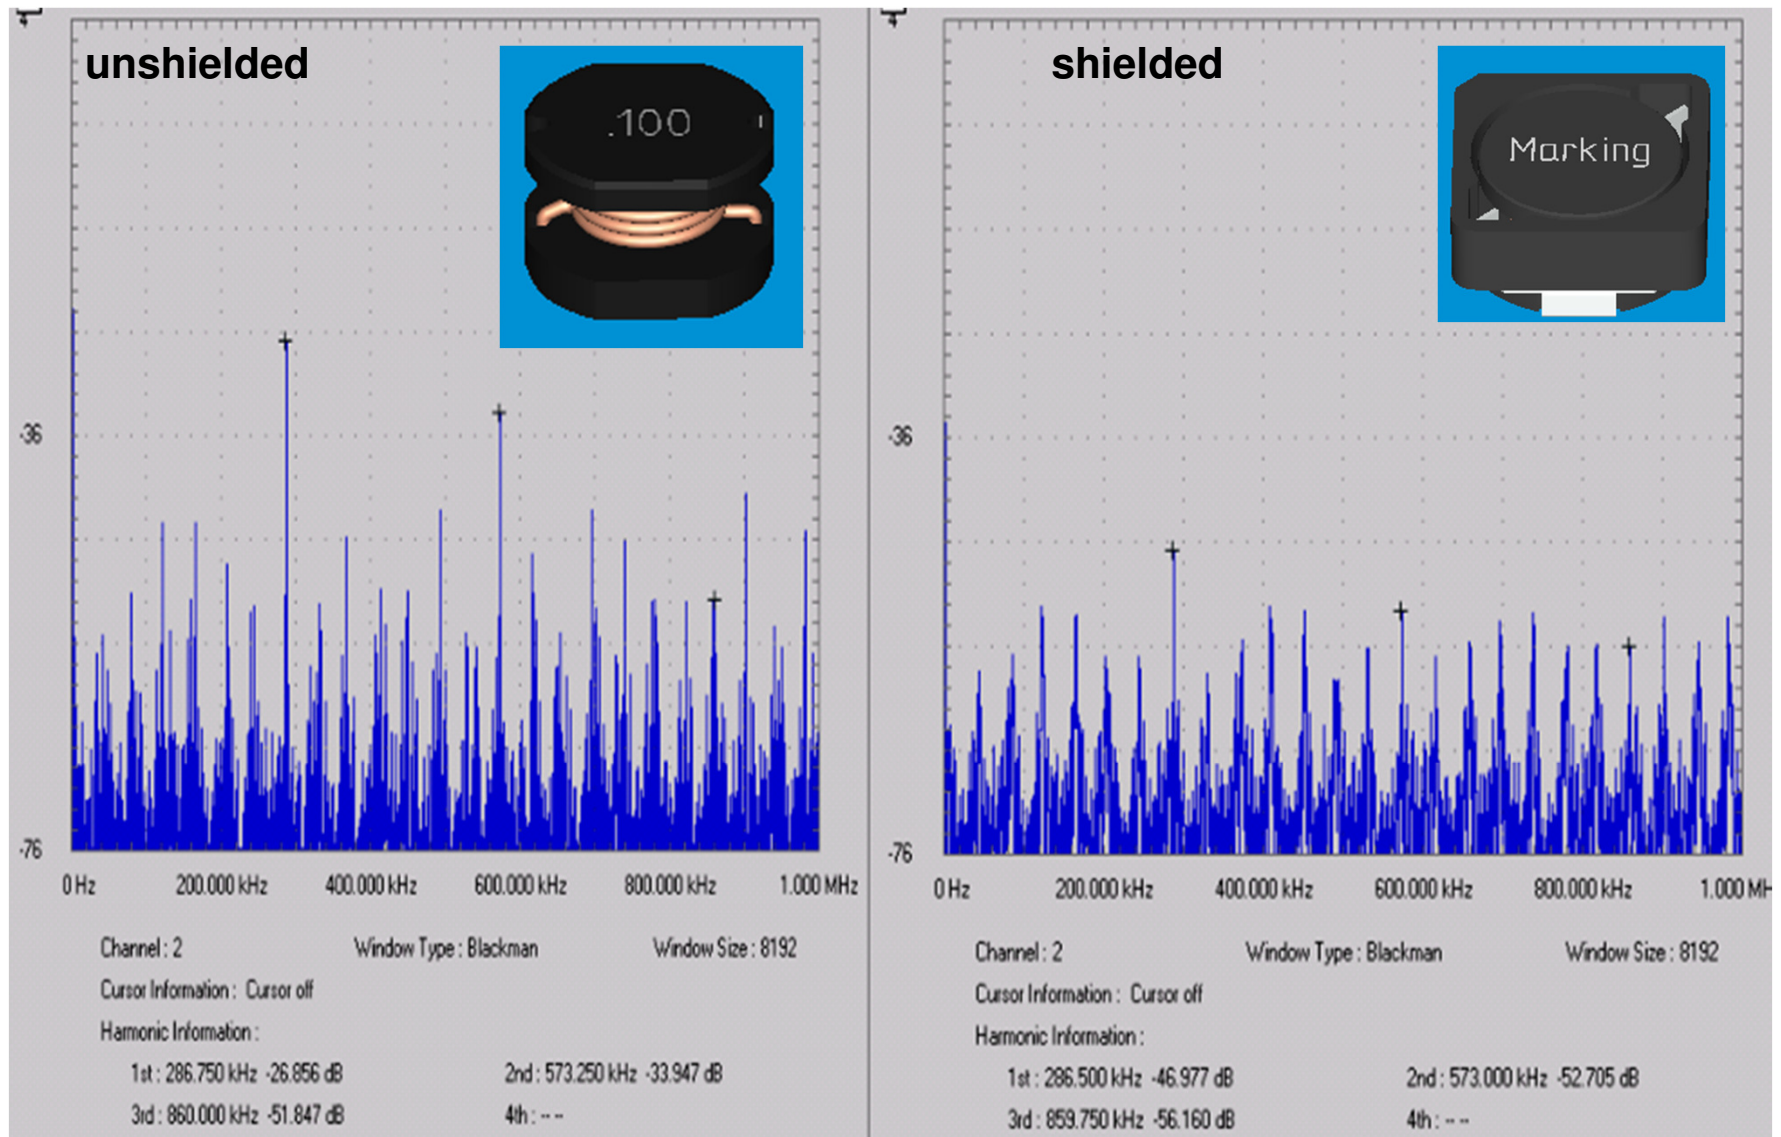 unshielded
.100
4
-36
-76
0 Hz 200.000 kHz 400.000 kHz 600.000 kHz 800.000 kHz 1.000 MHz
Channel : 2 Window Type : Blackman Window Size : 8192
Cursor Information : Cursor off
Harmonic Information :
1st : 286.750 kHz -26.856 dB 2nd : 573.250 kHz -33.947 dB
3rd : 860.000 kHz -51.847 dB 4th : -- --
shielded
Marking
4
-36
-76
0 Hz 200.000 kHz 400.000 kHz 600.000 kHz 800.000 kHz 1.000 MH
Channel : 2 Window Type : Blackman Window Size : 8192
Cursor Information : Cursor off
Harmonic Information :
1st : 286.500 kHz -46.977 dB 2nd : 573.000 kHz -52.705 dB
3rd : 859.750 kHz -56.160 dB 4th : -- --